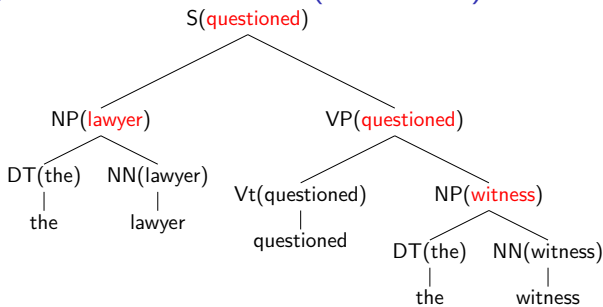 S(questioned)
NP(lawyer) VP(questioned)
DT(the) NN(lawyer) Vt(questioned) NP(witness)
the lawyer questioned DT(the) NN(witness)
the witness